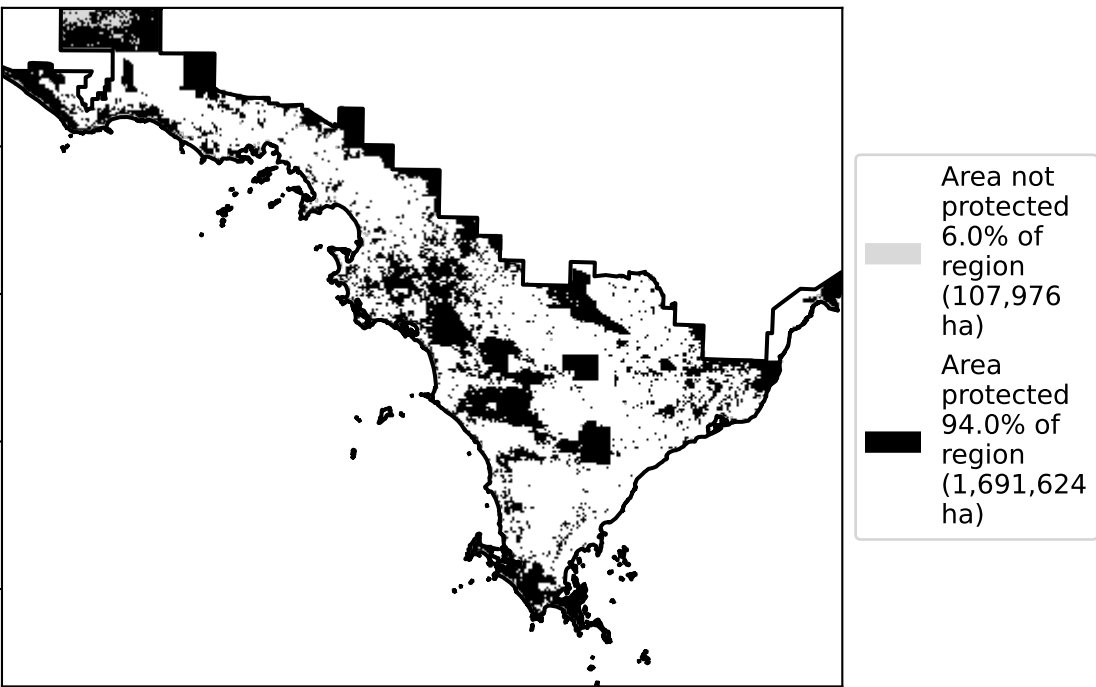 Area not
protected
6.0% of
region
(107,976
ha)
Area
protected
94.0% of
region
(1,691,624
ha)